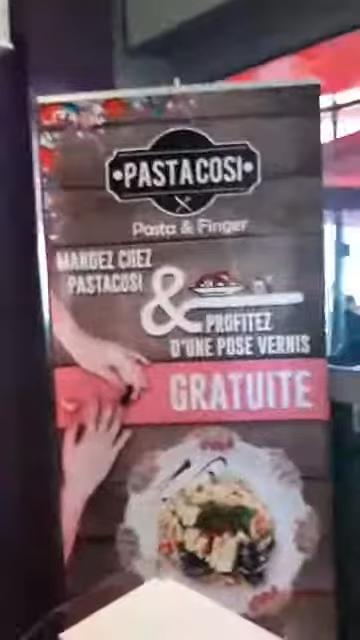 •PASTACOSI•
Pasta & Finger
MANGEZ CHEZ
PASTACOSI
&
PROFITEZ
D'UNE POSE VERNIS
GRATUITE